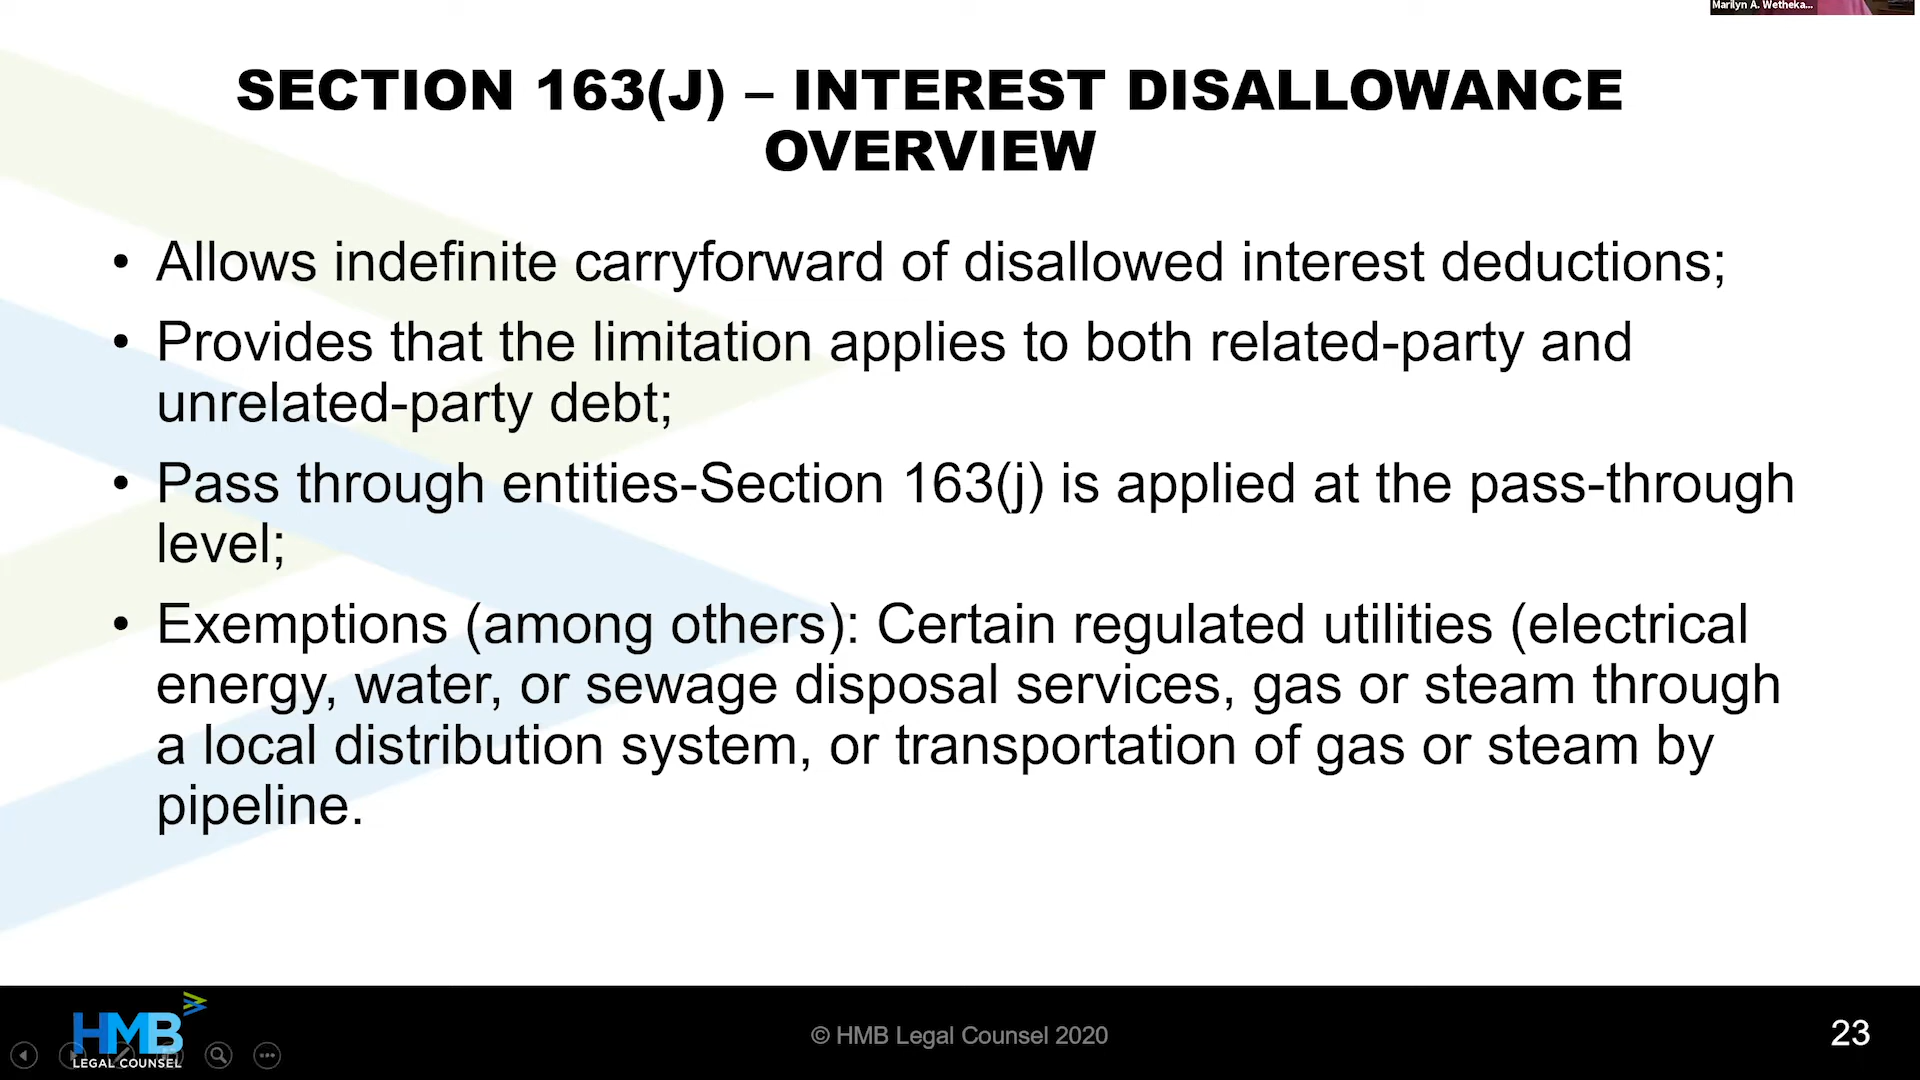 Marilyn A. Wetheka...
SECTION 163(J) – INTEREST DISALLOWANCE
OVERVIEW
• Allows indefinite carryforward of disallowed interest deductions;
• Provides that the limitation applies to both related-party and
unrelated-party debt;
• Pass through entities-Section 163(j) is applied at the pass-through
level;
• Exemptions (among others): Certain regulated utilities (electrical
energy, water, or sewage disposal services, gas or steam through
a local distribution system, or transportation of gas or steam by
pipeline.
HMB
LEGAL COUNSEL
© HMB Legal Counsel 2020
23